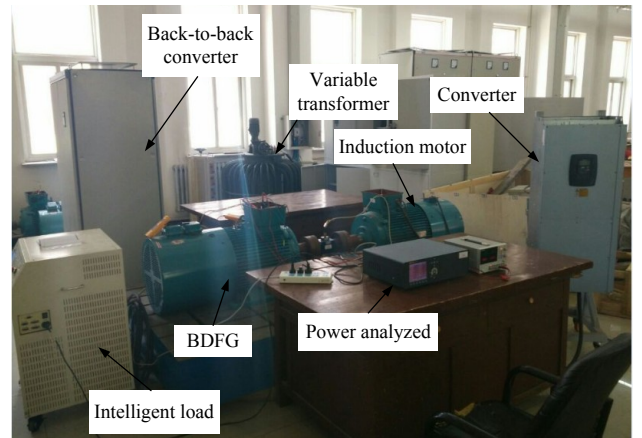 Back-to-back
converter
Variable
transformer
Converter
Induction motor
BDFG
Power analyzed
Intelligent load